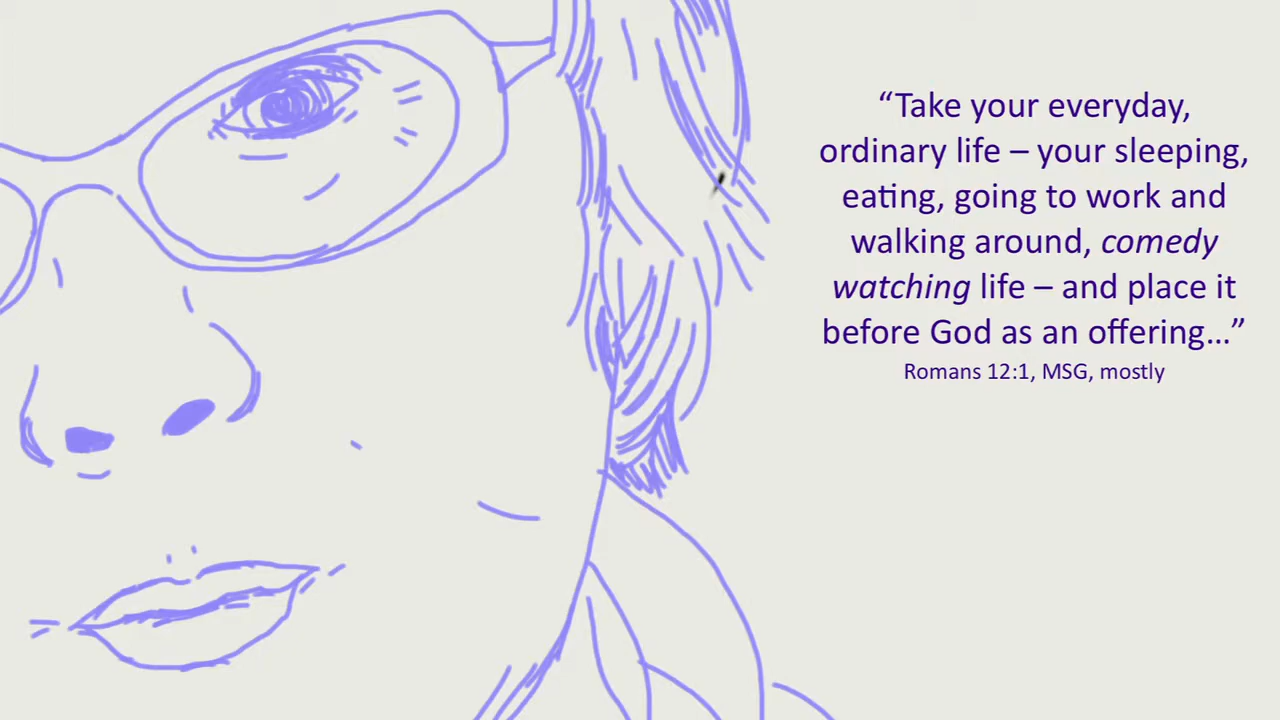 “Take your everyday,
ordinary life – your sleeping,
eating, going to work and
walking around, comedy
watching life – and place it
before God as an offering…”
Romans 12:1, MSG, mostly